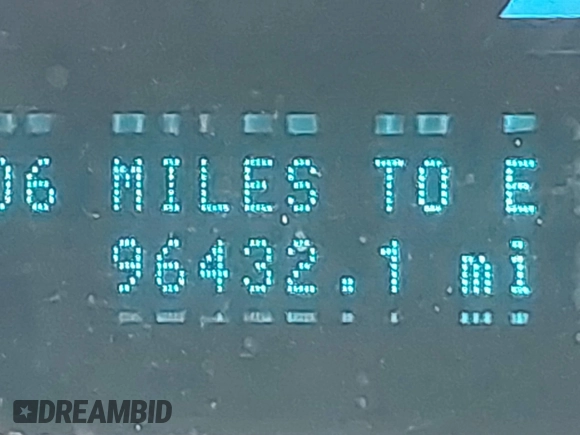 06 MILES TO E
96432.1 mi
DREAMBID